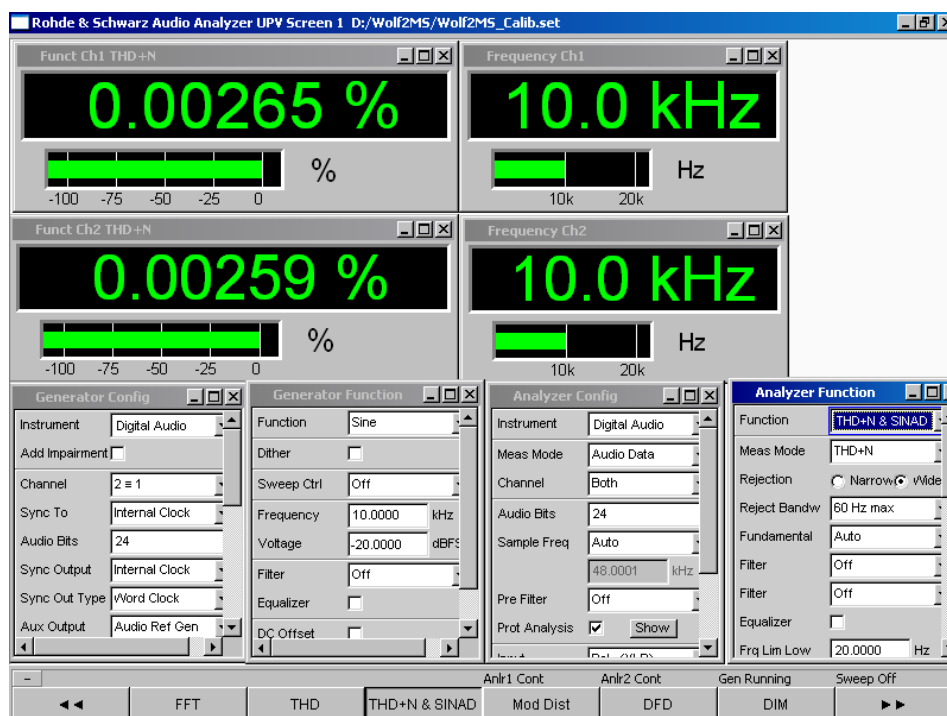 Rohde & Schwarz Audio Analyzer UPV Screen 1 D:/Wolf2MS/Wolf2MS_Calib.set
Funct Ch1 THD+N
0.00265 %
%
-100 -75 -50 -25 0
Frequency Ch1
10.0 kHz
Hz
10k 20k
Funct Ch2 THD+N
0.00259 %
%
-100 -75 -50 -25 0
Frequency Ch2
10.0 kHz
Hz
10k 20k
Generator Config
Instrument Digital Audio
Add Impairment
Channel 2 ≡ 1
Sync To Internal Clock
Audio Bits 24
Sync Output Internal Clock
Sync Out Type Word Clock
Aux Output Audio Ref Gen
Generator Function
Function Sine
Dither
Sweep Ctrl Off
Frequency 10.0000 kHz
Voltage -20.0000 dBFS
Filter Off
Equalizer
DC Offset
Analyzer Config
Instrument Digital Audio
Meas Mode Audio Data
Channel Both
Audio Bits 24
Sample Freq Auto
48.0001 kHz
Pre Filter Off
Prot Analysis Show
Analyzer Function
Function THD+N & SINAD
Meas Mode THD+N
Rejection Narrow Wide
Reject Bandw 60 Hz max
Fundamental Auto
Filter Off
Filter Off
Equalizer
Frq Lim Low 20.0000 Hz
Anlr1 Cont Anlr2 Cont Gen Running Sweep Off
FFT THD THD+N & SINAD Mod Dist DFD DIM